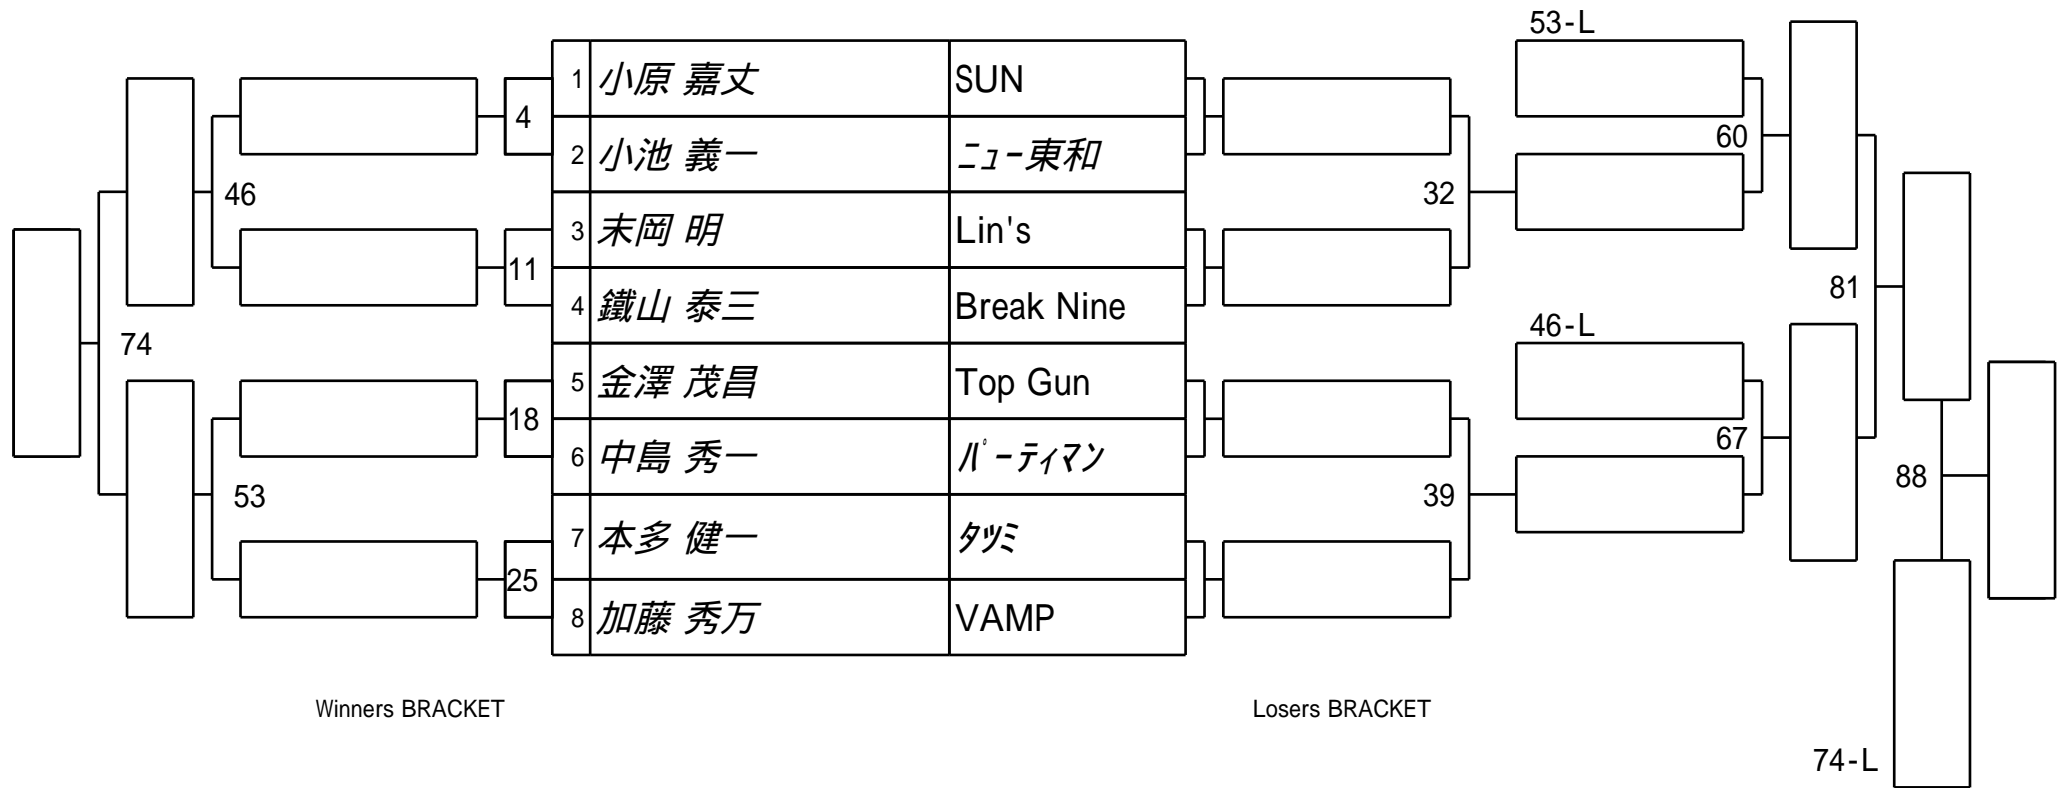 53-L
1 小原 嘉丈 SUN
4
2 小池 義一 ﾆｭｰ東和
60
46
32
3 末岡 明 Lin's
11
4 鐵山 泰三 Break Nine
81
46-L
74
5 金澤 茂昌 Top Gun
18
67
6 中島 秀一 ﾊﾟｰﾃｨﾏﾝ
88
53
39
7 本多 健一 ﾀﾂﾐ
25
8 加藤 秀万 VAMP
Winners BRACKET
Losers BRACKET
74-L